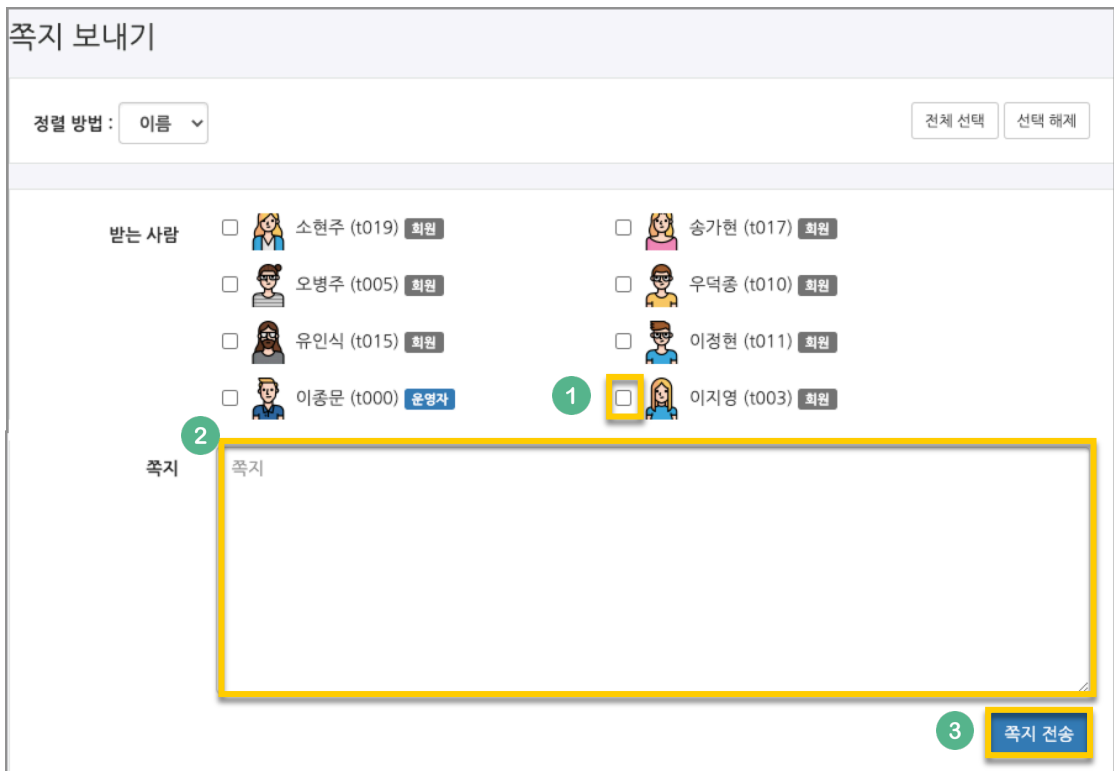 쪽지 보내기
정렬 방법 : 이름 전체 선택 선택 해제
받는 사람 소현주 (t019) 회원 송가현 (t017) 회원
오병주 (t005) 회원 우덕종 (t010) 회원
유인식 (t015) 회원 이정현 (t011) 회원
이종문 (t000) 운영자 1 이지영 (t003) 회원
2
쪽지 쪽지
3 쪽지 전송